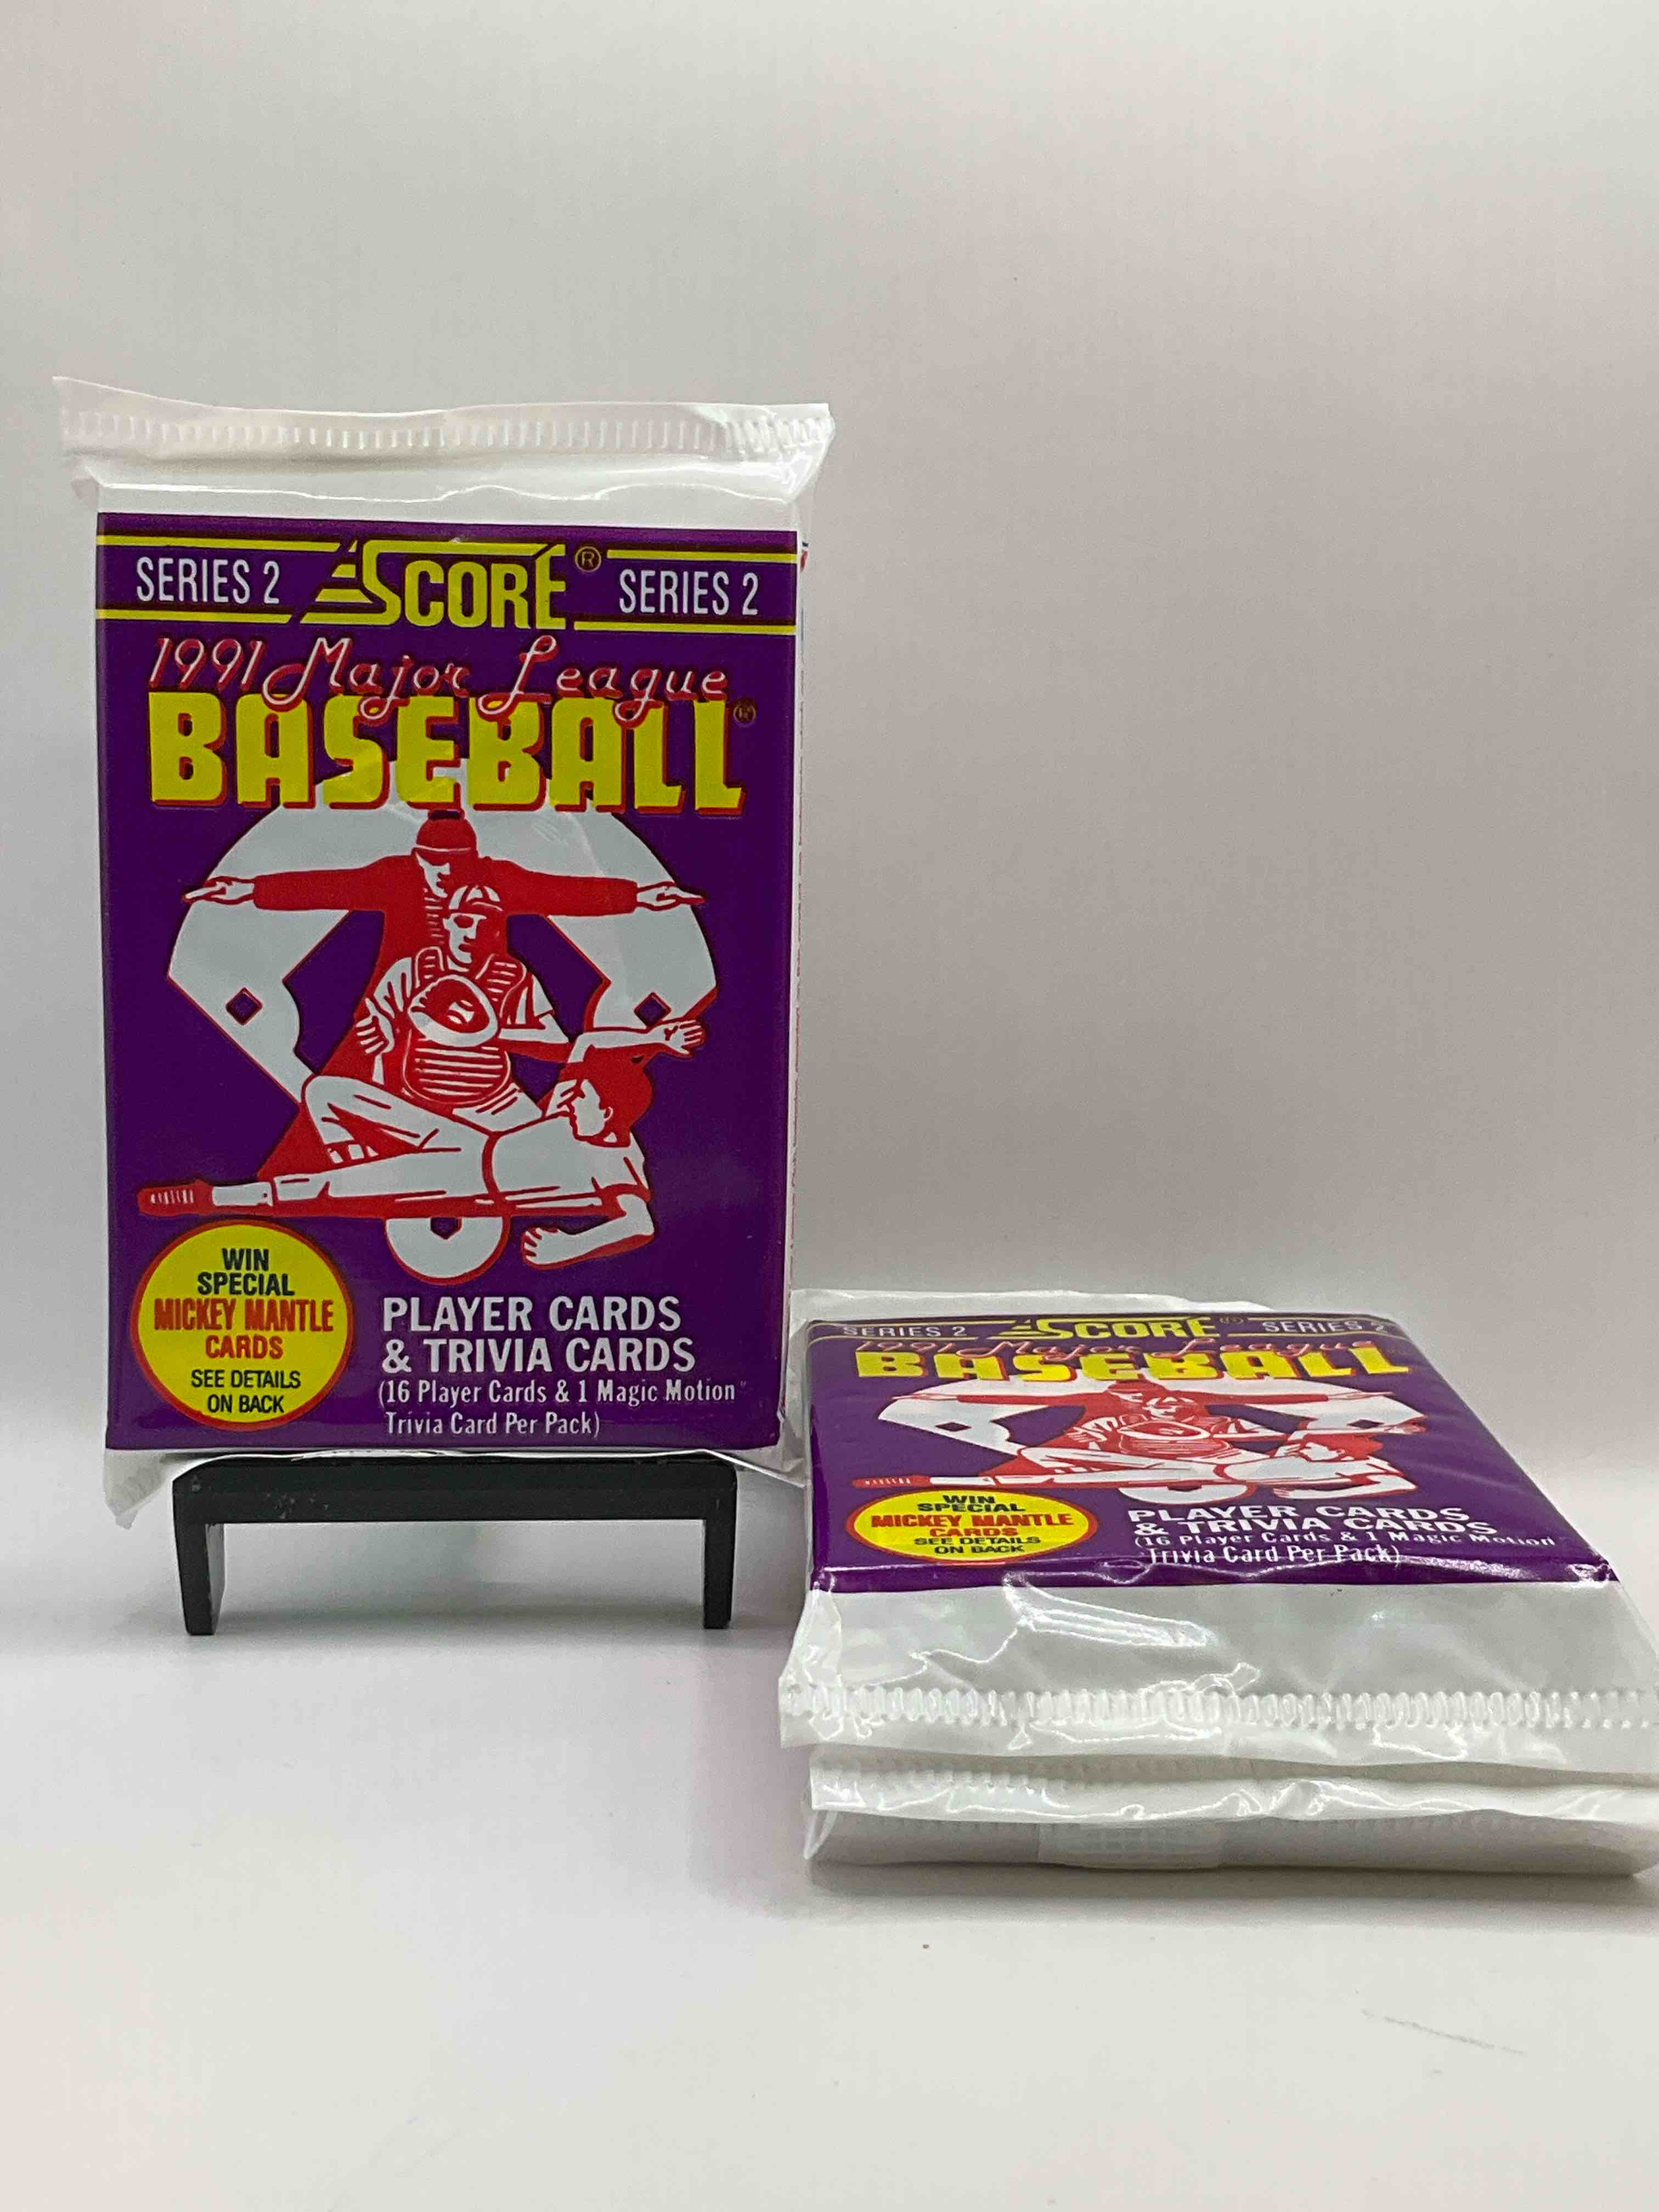 SERIES 2 SCORE® SERIES 2
1991 Major League
BASEBALL®
WIN
SPECIAL
MICKEY MANTLE
CARDS
SEE DETAILS
ON BACK
PLAYER CARDS
& TRIVIA CARDS
(16 Player Cards & 1 Magic Motion™
Trivia Card Per Pack)
SERIES 2 SCORE® SERIES 2
1991 Major League
BASEBALL
WIN
SPECIAL
MICKEY MANTLE
CARDS
SEE DETAILS
ON BACK
PLAYER CARDS
& TRIVIA CARDS
(16 Player Cards & 1 Magic Motion™
Trivia Card Per Pack)